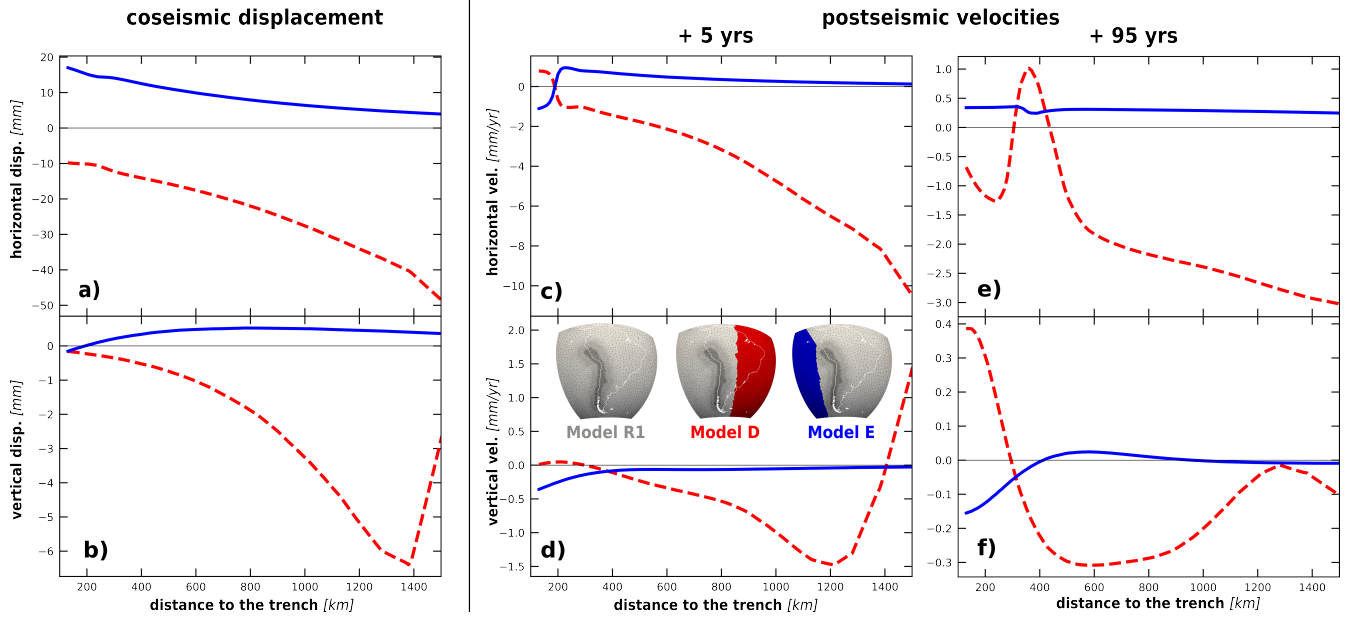 coseismic displacement
postseismic velocities
+ 5 yrs
+ 95 yrs
horizontal disp. [mm]
20
10
0
−10
−20
−30
−40
−50
a)
horizontal vel. [mm/yr]
0
−2
−4
−6
−8
−10
c)
1.0
0.5
0.0
−0.5
−1.0
−1.5
−2.0
−2.5
−3.0
e)
vertical disp. [mm]
0
−1
−2
−3
−4
−5
−6
b)
200 400 600 800 1000 1200 1400
distance to the trench [km]
vertical vel. [mm/yr]
2.0
1.5
1.0
0.5
0.0
−0.5
−1.0
−1.5
Model R1 Model D Model E
d)
200 400 600 800 1000 1200 1400
distance to the trench [km]
0.4
0.3
0.2
0.1
0.0
−0.1
−0.2
−0.3
f)
200 400 600 800 1000 1200 1400
distance to the trench [km]